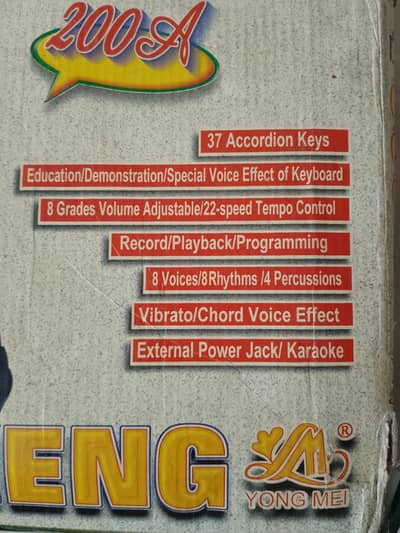 200A
37 Accordion Keys
Education/Demonstration/Special Voice Effect of Keyboard
8 Grades Volume Adjustable/22-speed Tempo Control
Record/Playback/Programming
8 Voices/8Rhythms /4 Percussions
Vibrato/Chord Voice Effect
External Power Jack/ Karaoke
ENG
®
YONG MEI